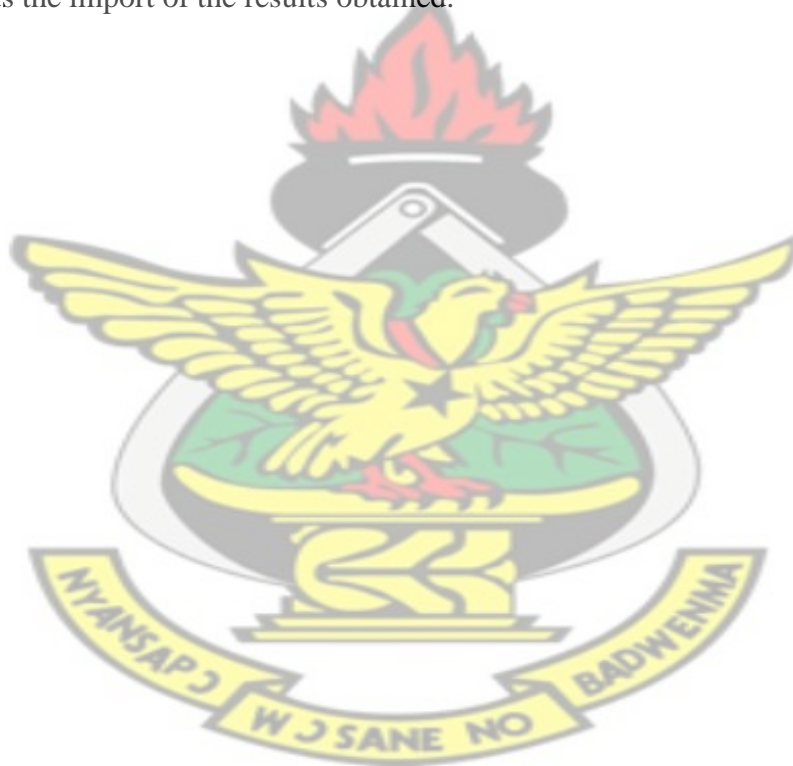 the import of the results obtained.
NYANSAPƆ
WƆSANE NO
BADWENMA